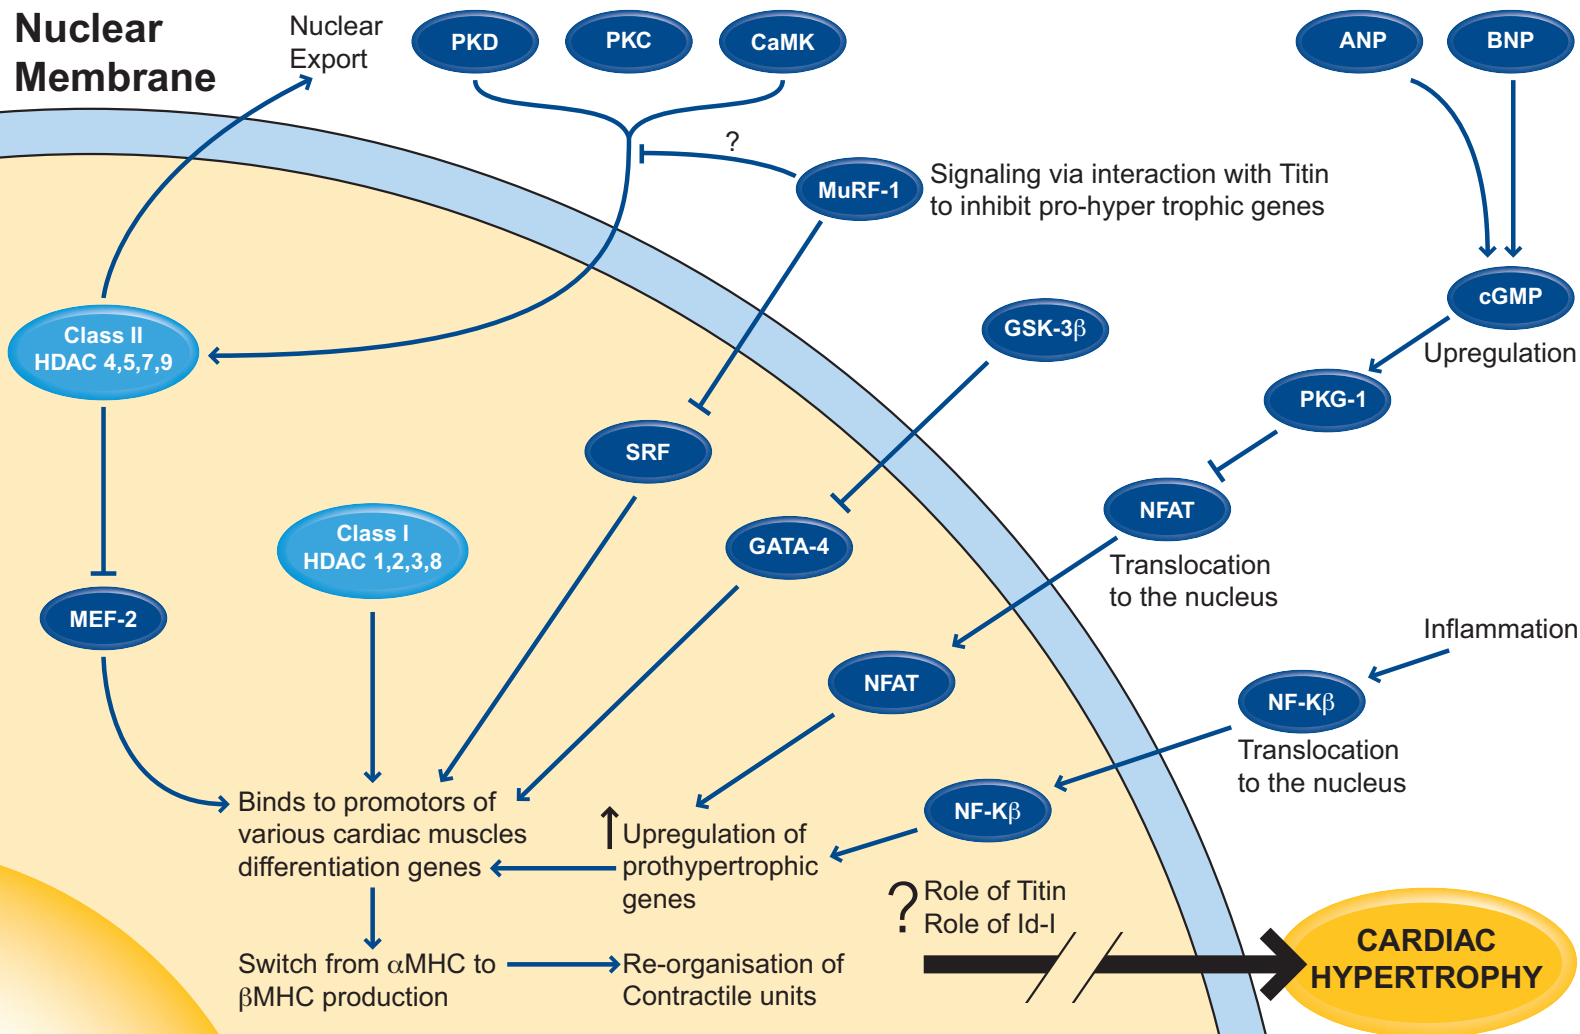 Nuclear
Membrane
Nuclear
Export
PKD
PKC
CaMK
ANP
BNP
?
MuRF-1
Signaling via interaction with Titin
to inhibit pro-hyper trophic genes
cGMP
Upregulation
Class II
HDAC 4,5,7,9
GSK-3β
PKG-1
SRF
NFAT
Translocation
to the nucleus
Class I
HDAC 1,2,3,8
GATA-4
MEF-2
Inflammation
NFAT
NF-Kβ
Translocation
to the nucleus
Binds to promotors of
various cardiac muscles
differentiation genes
↑ Upregulation of
prothypertrophic
genes
NF-Kβ
? Role of Titin
Role of Id-I
Switch from αMHC to
βMHC production
Re-organisation of
Contractile units
CARDIAC
HYPERTROPHY